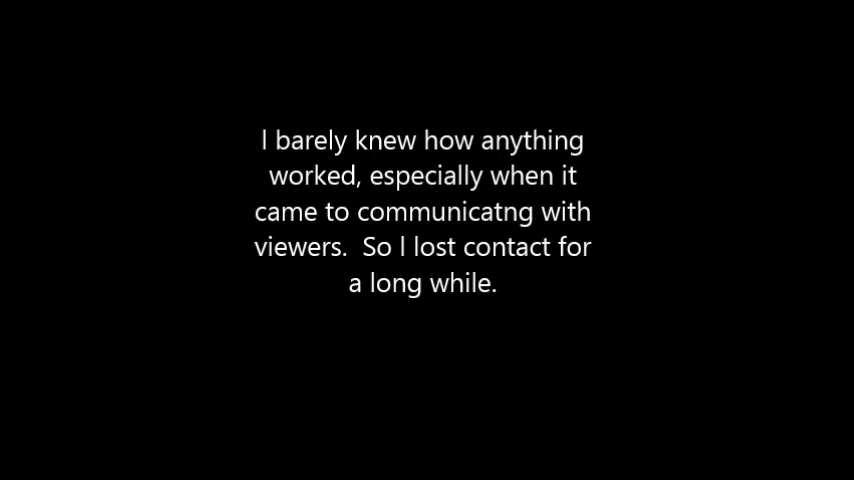 I barely knew how anything
worked, especially when it
came to communicatng with
viewers.  So I lost contact for
a long while.